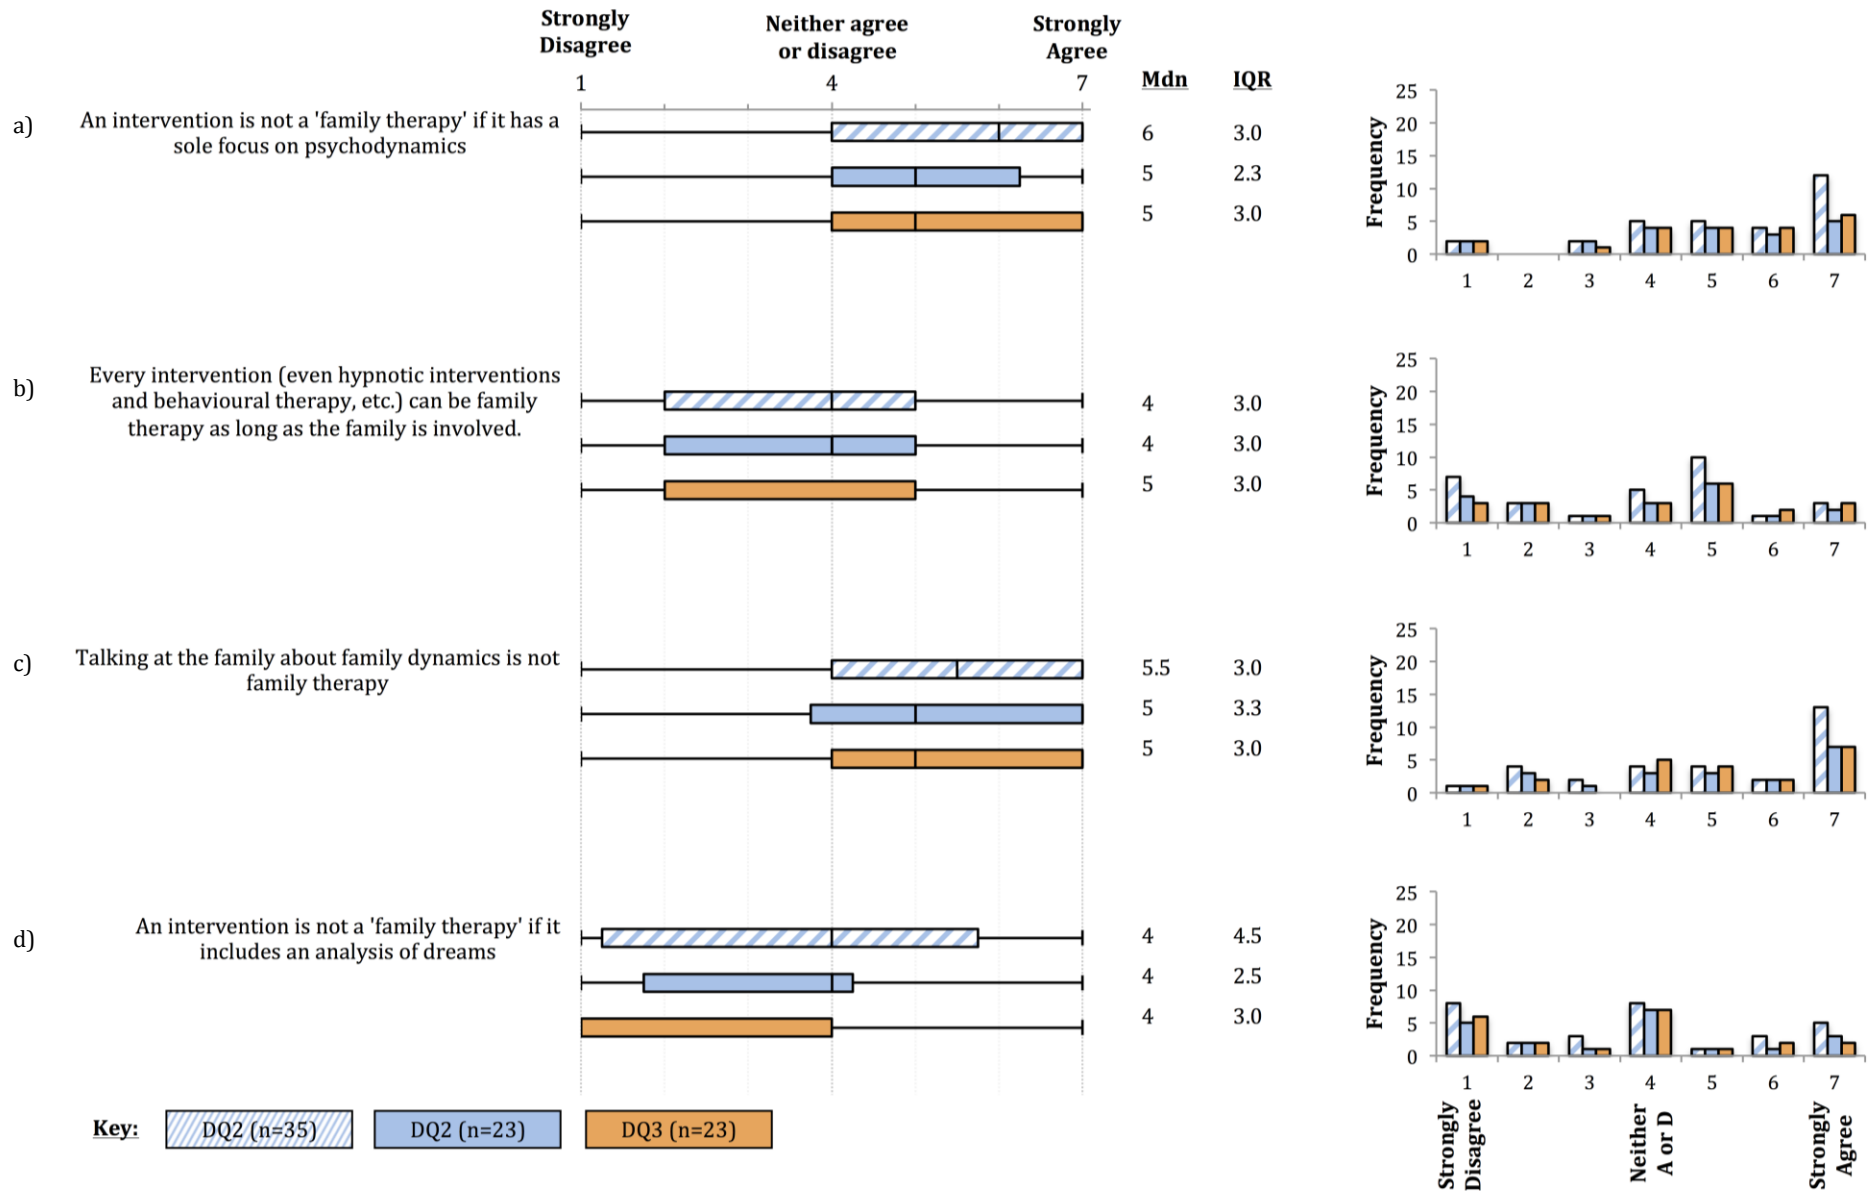 Strongly
Disagree
Neither agree
or disagree
Strongly
Agree
1
4
7
Mdn
IQR
a)
An intervention is not a 'family therapy' if it has a
sole focus on psychodynamics
6
3.0
5
2.3
5
3.0
Frequency
25
20
15
10
5
0
1 2 3 4 5 6 7
b)
Every intervention (even hypnotic interventions
and behavioural therapy, etc.) can be family
therapy as long as the family is involved.
4
3.0
4
3.0
5
3.0
Frequency
25
20
15
10
5
0
1 2 3 4 5 6 7
c)
Talking at the family about family dynamics is not
family therapy
5.5
3.0
5
3.3
5
3.0
Frequency
25
20
15
10
5
0
1 2 3 4 5 6 7
d)
An intervention is not a 'family therapy' if it
includes an analysis of dreams
4
4.5
4
2.5
4
3.0
Frequency
25
20
15
10
5
0
1 2 3 4 5 6 7
Strongly
Disagree
Neither
A or D
Strongly
Agree
Key:
DQ2 (n=35)
DQ2 (n=23)
DQ3 (n=23)